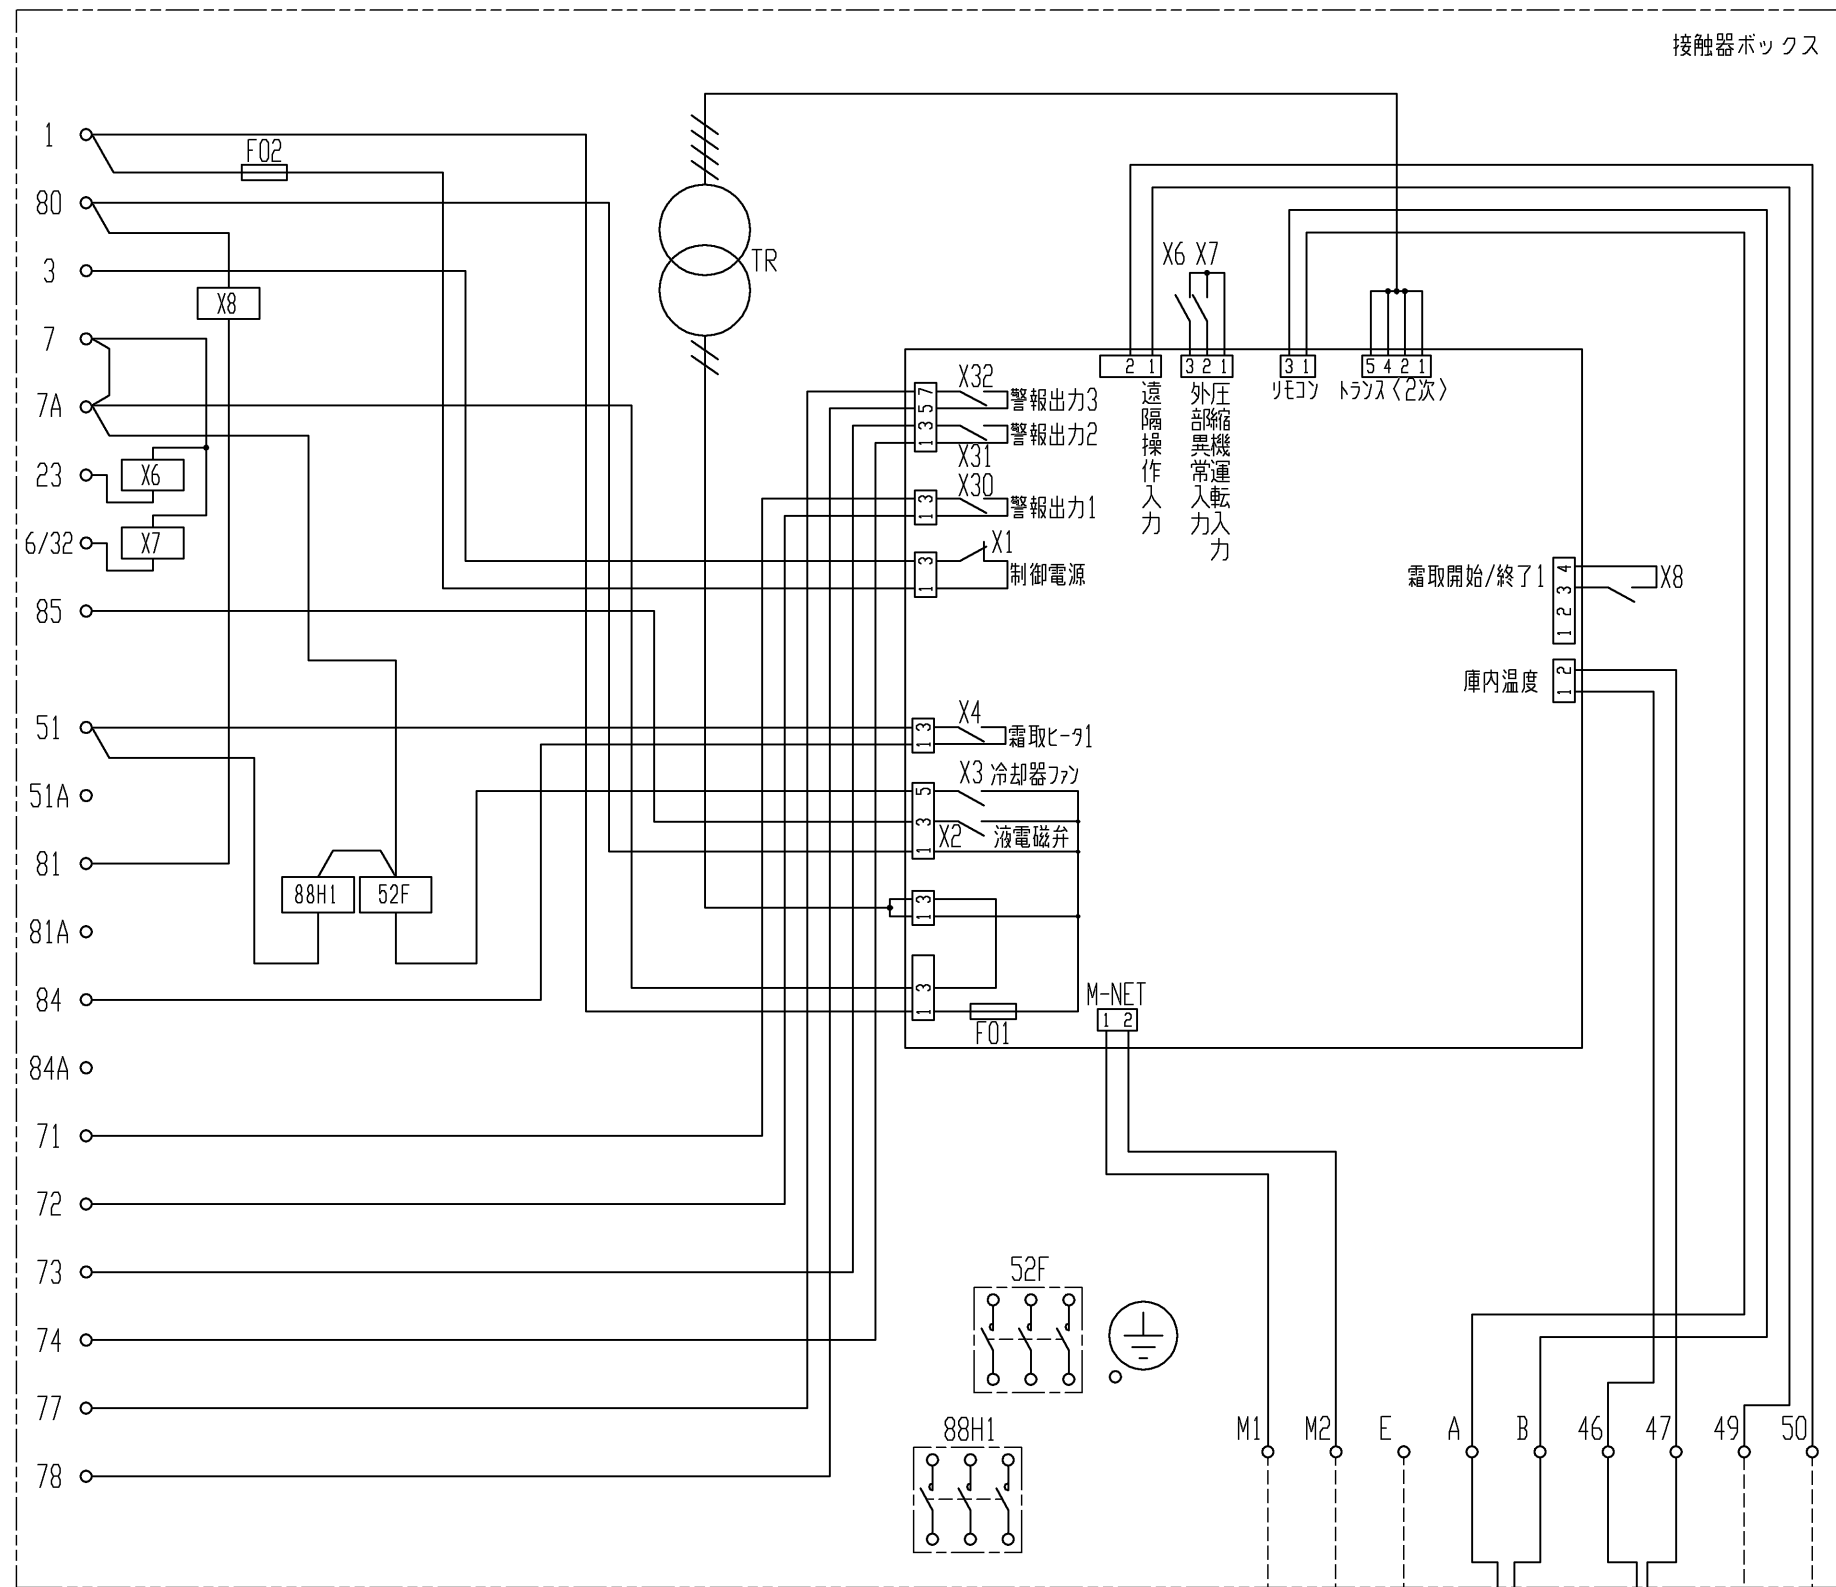 接触器ボックス
1
F02
80
3
X8
TR
7
7A
23
X6
6/32
X7
85
51
51A
81
88H1
52F
81A
84
84A
71
72
73
74
77
78
X6 X7
2 1
3 2 1
3 1
5 4 2 1
遠隔操作入力
外部異常入力
圧縮機運転入力
リモコン
トランス〈2次〉
7 5 3 1
X32
警報出力3
警報出力2
X31
3 1
X30
警報出力1
3 1
X1
制御電源
霜取開始/終了1
4 3 2 1
X8
庫内温度
2 1
3 1
X4
霜取ヒータ1
5 3 1
X3 冷却器ファン
X2 液電磁弁
3 1
3 1
F01
M-NET
1 2
52F
88H1
M1 M2 E A B 46 47 49 50